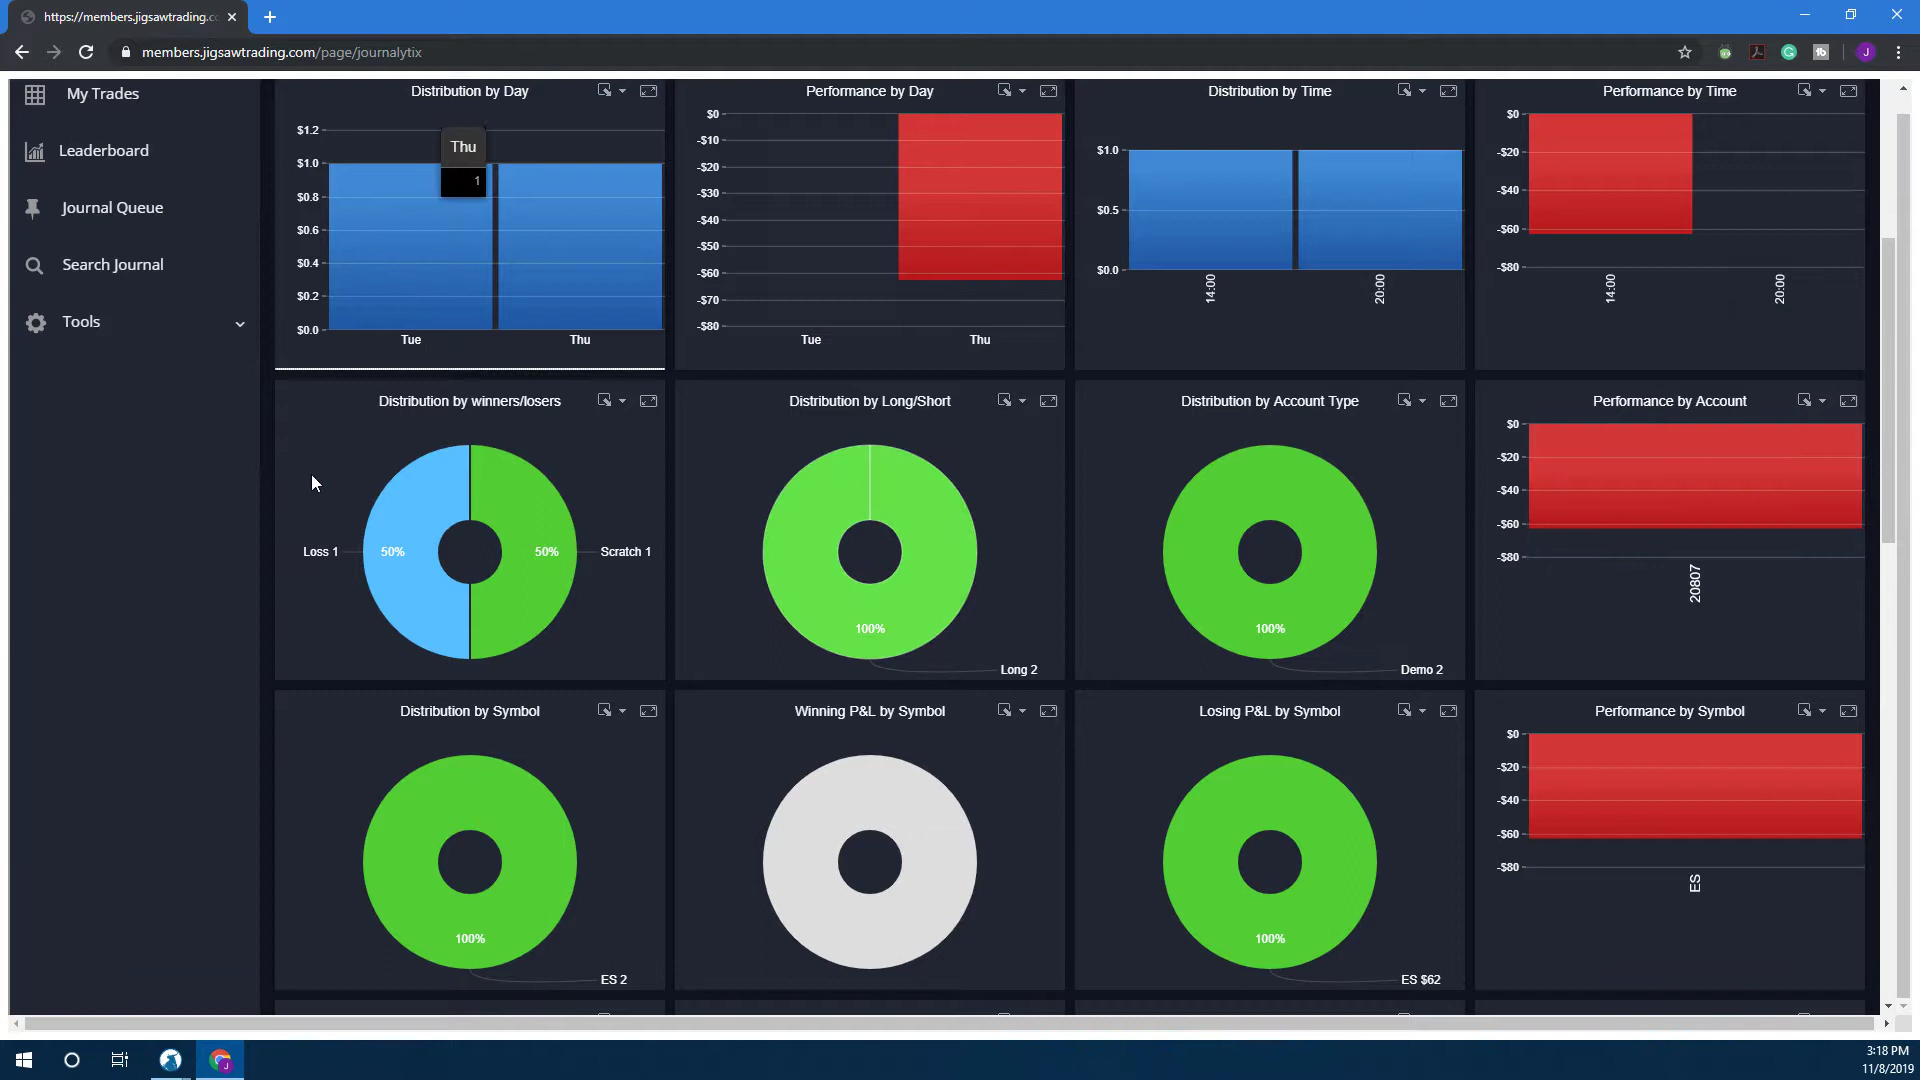 https://members.jigsawtrading.c
members.jigsawtrading.com/page/journalytix
J
My Trades
Leaderboard
Journal Queue
Search Journal
Tools
Distribution by Day
$1.2
$1.0
$0.8
$0.6
$0.4
$0.2
$0.0
Thu
1
Tue
Thu
Performance by Day
$0
-$10
-$20
-$30
-$40
-$50
-$60
-$70
-$80
Tue
Thu
Distribution by Time
$1.0
$0.5
$0.0
14:00
20:00
Performance by Time
$0
-$20
-$40
-$60
-$80
14:00
20:00
Distribution by winners/losers
Loss 1
50%
50%
Scratch 1
Distribution by Long/Short
100%
Long 2
Distribution by Account Type
100%
Demo 2
Performance by Account
$0
-$20
-$40
-$60
-$80
20807
Distribution by Symbol
100%
ES 2
Winning P&L by Symbol
Losing P&L by Symbol
100%
ES $62
Performance by Symbol
$0
-$20
-$40
-$60
-$80
ES
3:18 PM
11/8/2019